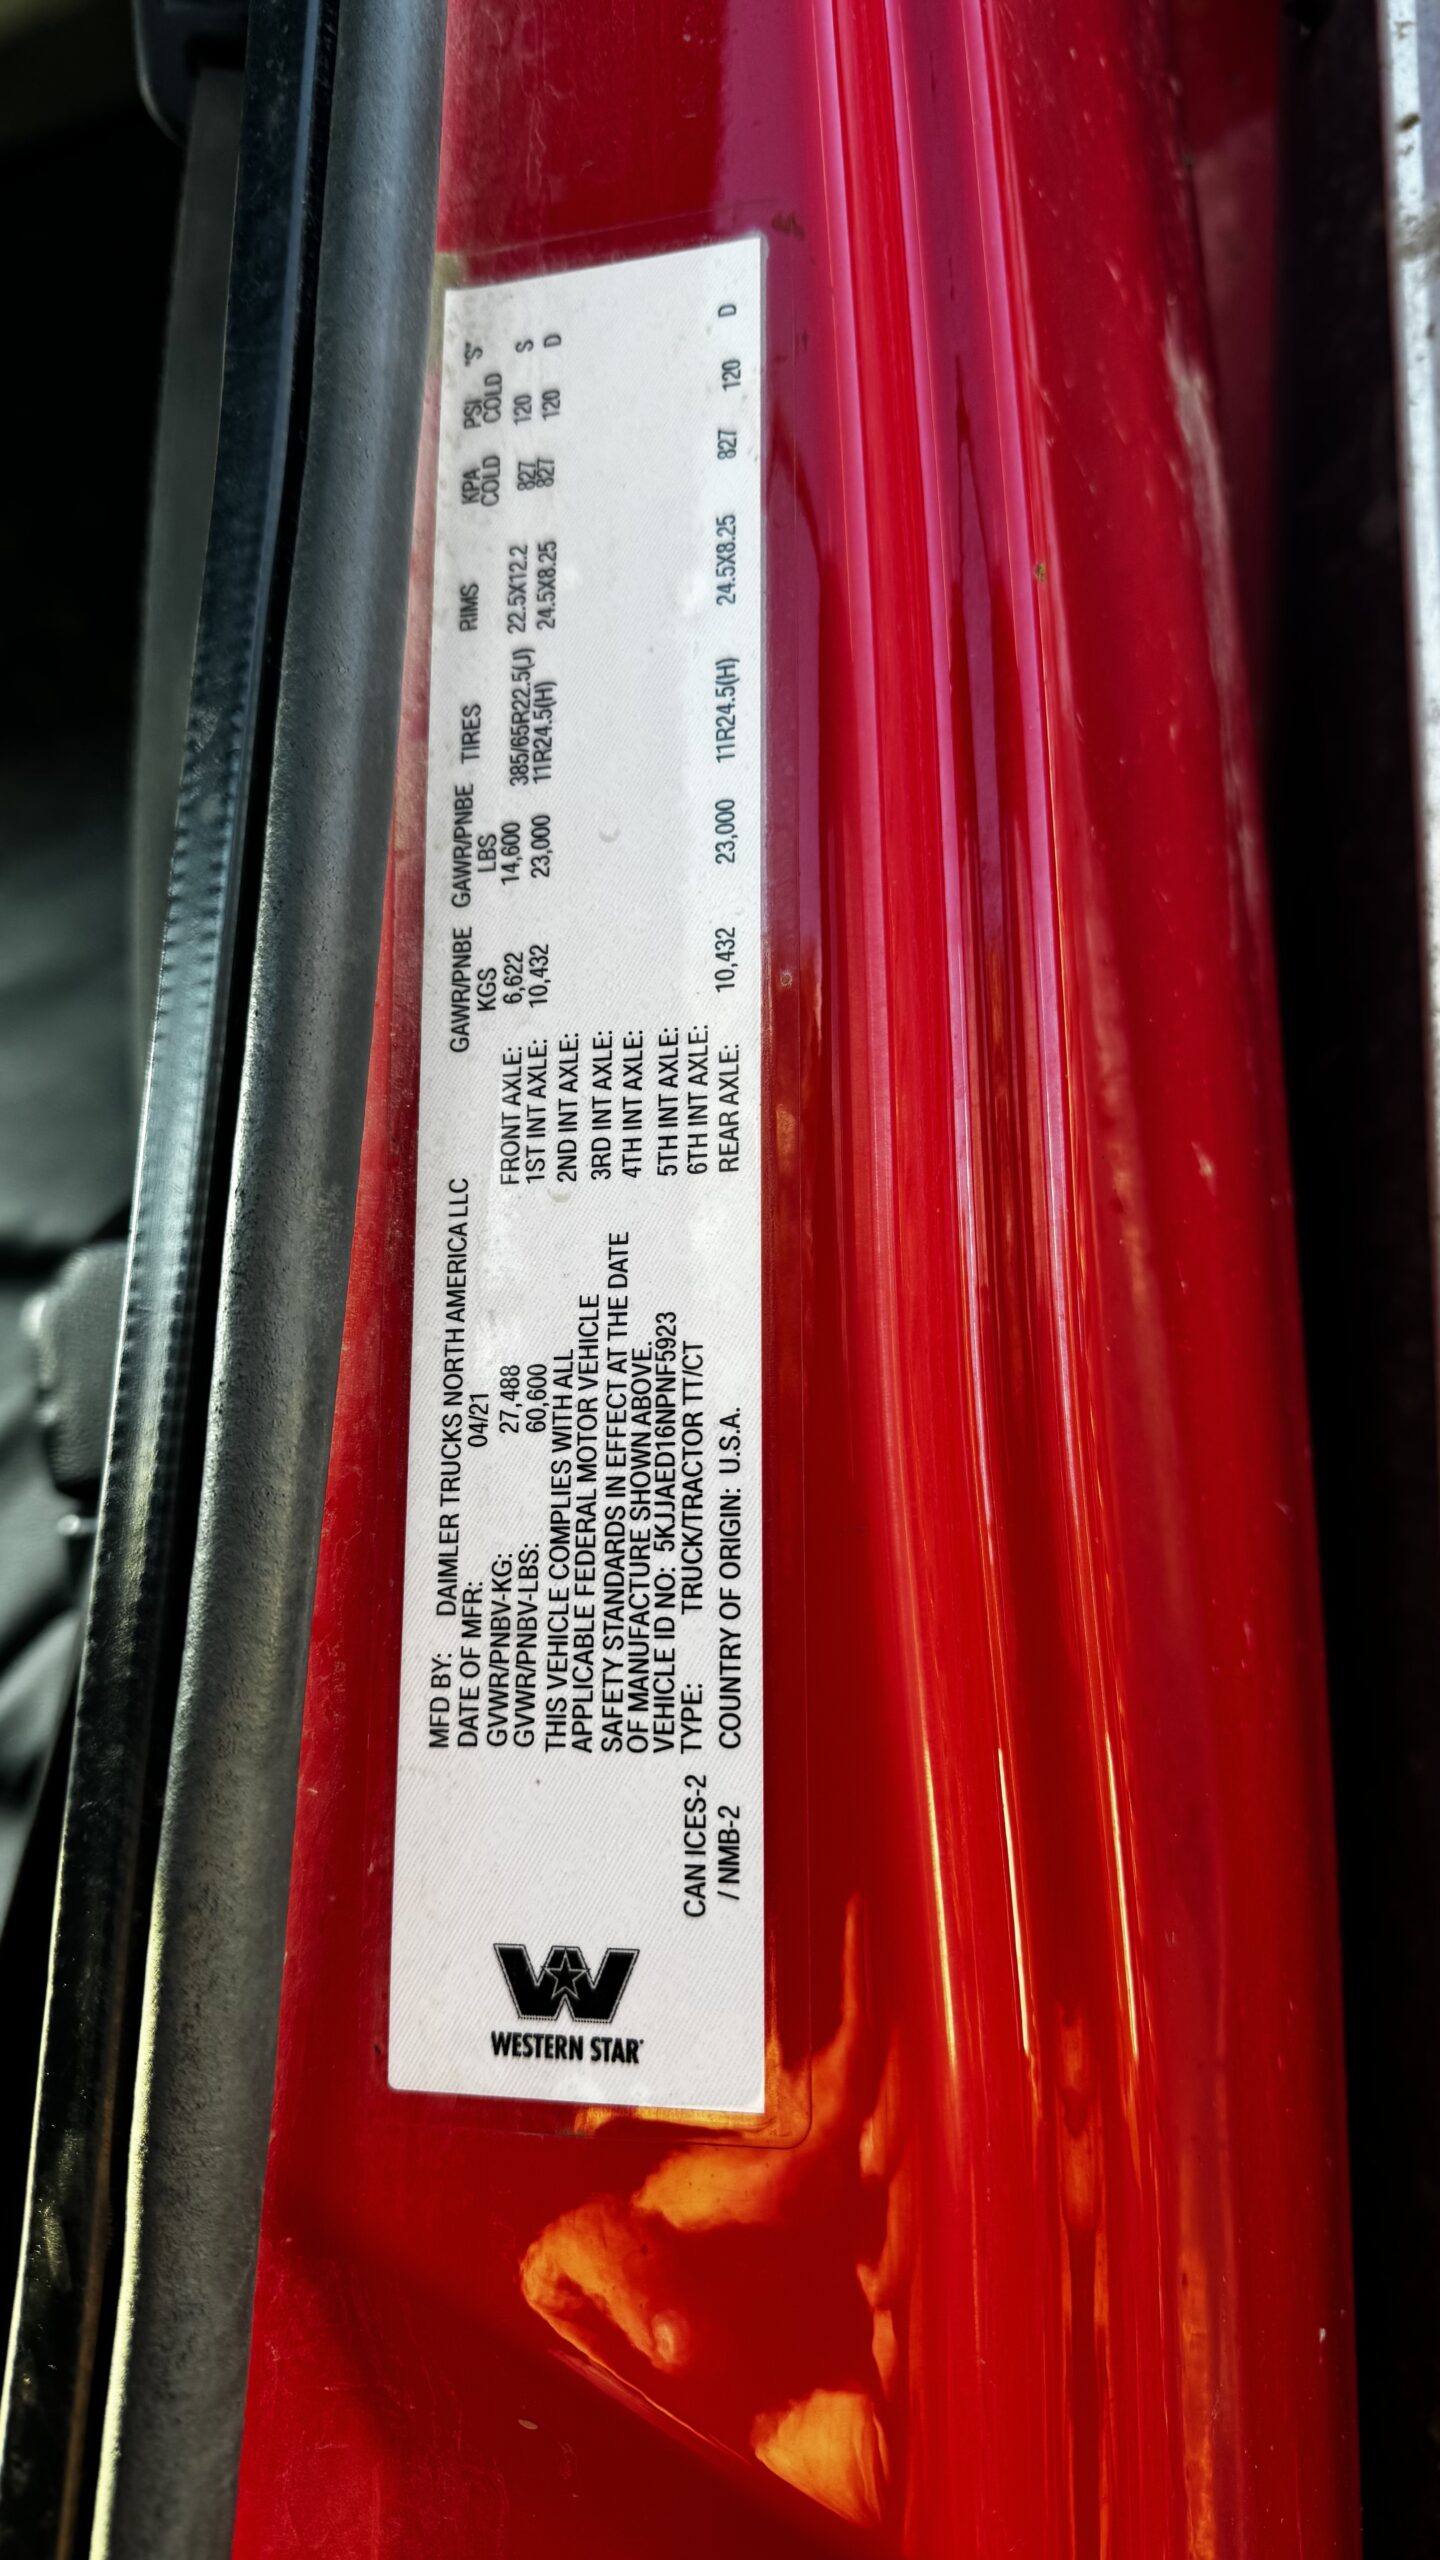 WESTERN STAR
CAN ICES-2
/ NMB-2
MFD BY: DAIMLER TRUCKS NORTH AMERICA LLC
DATE OF MFR: 04/21
GVWR/PNBV-KG: 27,488
GVWR/PNBV-LBS: 60,600
THIS VEHICLE COMPLIES WITH ALL
APPLICABLE FEDERAL MOTOR VEHICLE
SAFETY STANDARDS IN EFFECT AT THE DATE
OF MANUFACTURE SHOWN ABOVE.
VEHICLE ID NO: 5KJJAED16NPNF5923
TYPE: TRUCK/TRACTOR TT/CT
COUNTRY OF ORIGIN: U.S.A.
GAWR/PNBE GAWR/PNBE TIRES RIMS KPA PSI "S"
KGS LBS COLD COLD
FRONT AXLE: 6,622 14,600 385/65R22.5(J) 22.5X12.2 827 120 S
1ST INT AXLE: 10,432 23,000 11R24.5(H) 24.5X8.25 827 120 D
2ND INT AXLE:
3RD INT AXLE:
4TH INT AXLE:
5TH INT AXLE:
6TH INT AXLE:
REAR AXLE: 10,432 23,000 11R24.5(H) 24.5X8.25 827 120 D